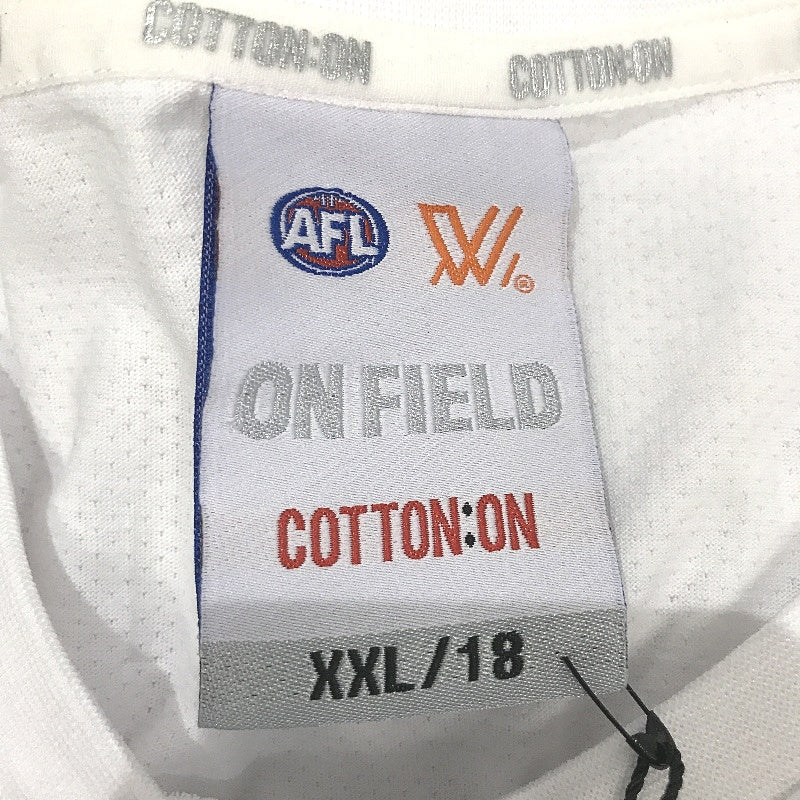 COTTON:ON COTTON:ON
AFL W ®
ON FIELD
COTTON:ON
XXL/18